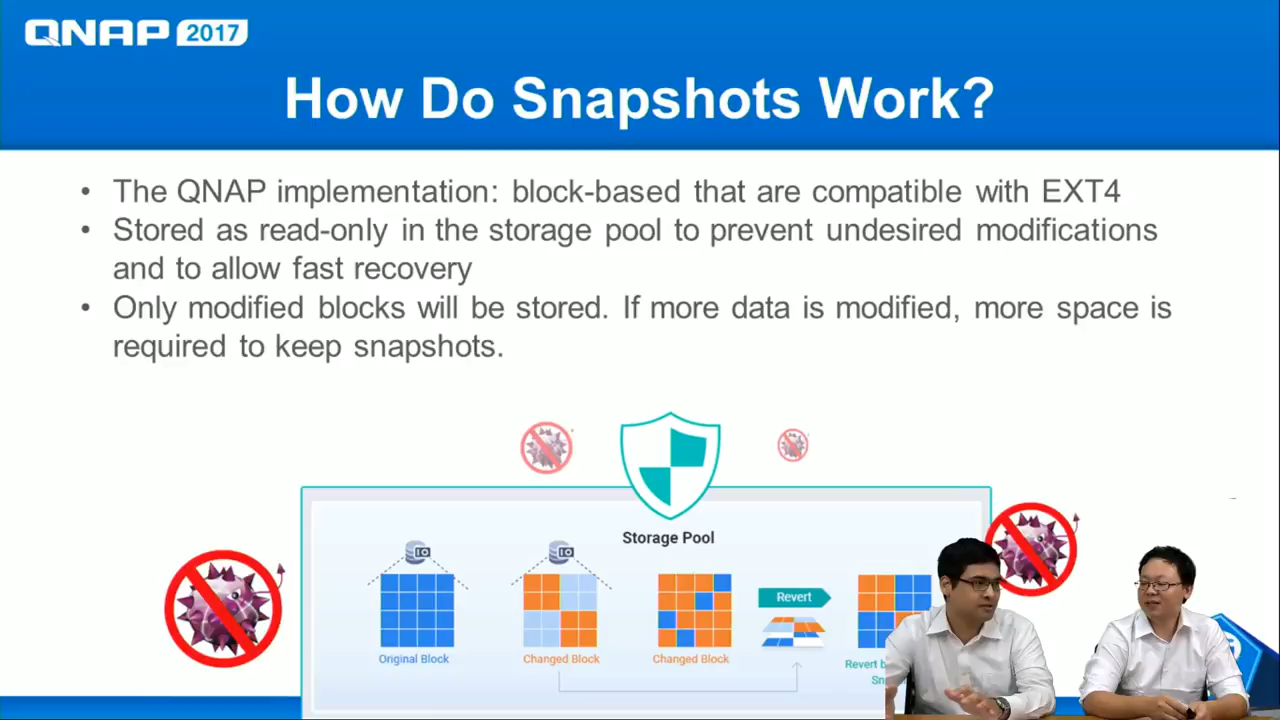 QNAP 2017
How Do Snapshots Work?
• The QNAP implementation: block-based that are compatible with EXT4
• Stored as read-only in the storage pool to prevent undesired modifications
and to allow fast recovery
• Only modified blocks will be stored. If more data is modified, more space is
required to keep snapshots.
Storage Pool
Revert
Original Block
Changed Block
Changed Block
Revert